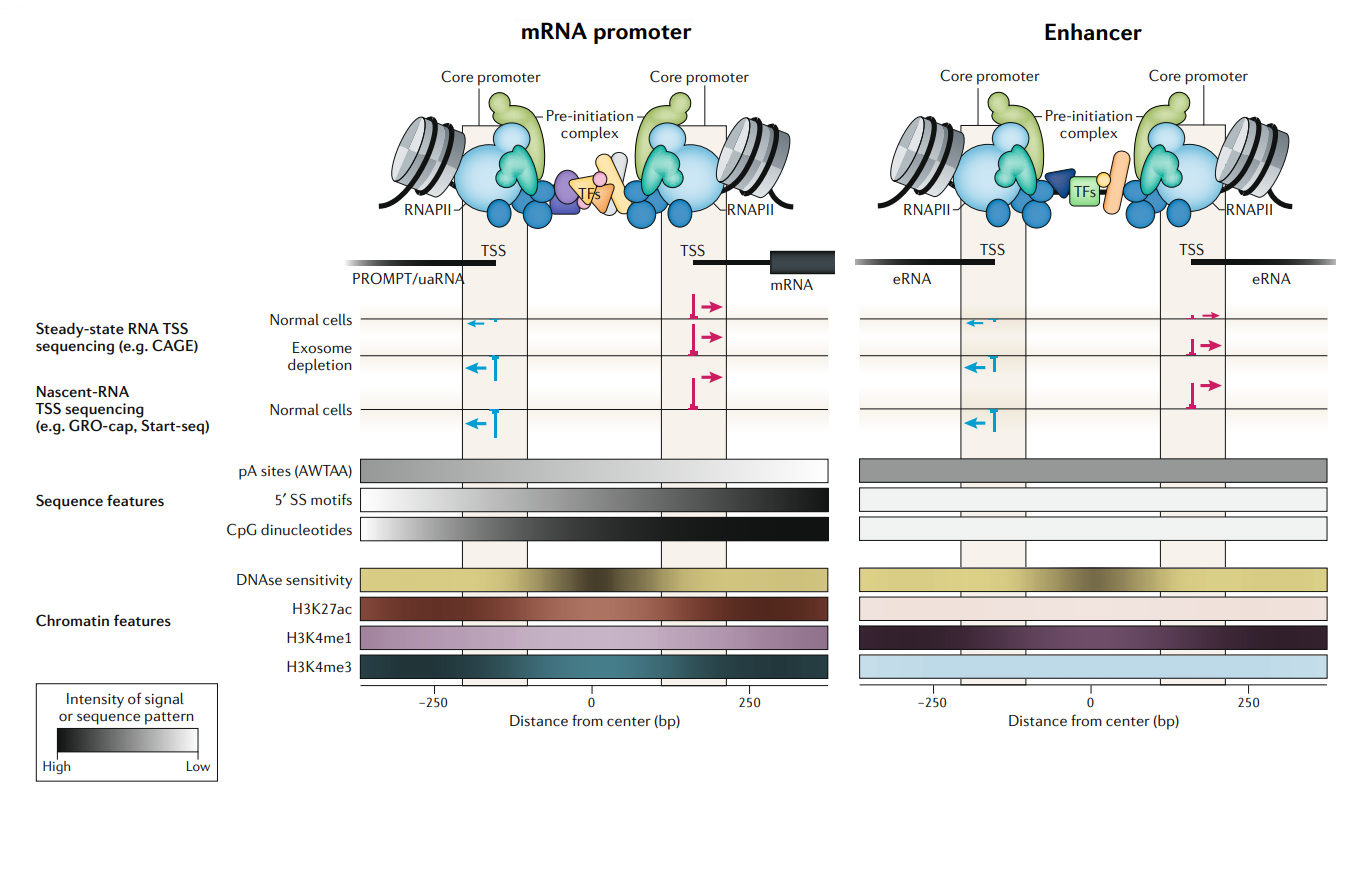 mRNA promoter
Enhancer
Core promoter
Core promoter
Core promoter
Core promoter
Pre-initiation
complex
Pre-initiation
complex
TFs
TFs
RNAPII
RNAPII
RNAPII
RNAPII
TSS
TSS
TSS
TSS
PROMPT/uaRNA
mRNA
eRNA
eRNA
Steady-state RNA TSS
sequencing (e.g. CAGE)
Normal cells
Exosome
depletion
Nascent-RNA
TSS sequencing
(e.g. GRO-cap, Start-seq)
Normal cells
Sequence features
pA sites (AWTAA)
5′ SS motifs
CpG dinucleotides
Chromatin features
DNAse sensitivity
H3K27ac
H3K4me1
H3K4me3
−250
0
250
−250
0
250
Distance from center (bp)
Distance from center (bp)
Intensity of signal
or sequence pattern
High
Low